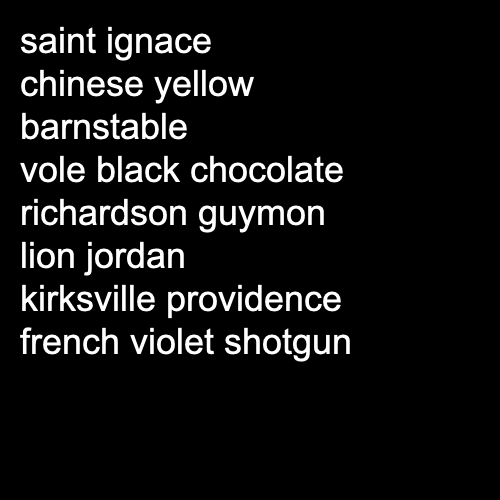 saint ignace
chinese yellow
barnstable
vole black chocolate
richardson guymon
lion jordan
kirksville providence
french violet shotgun